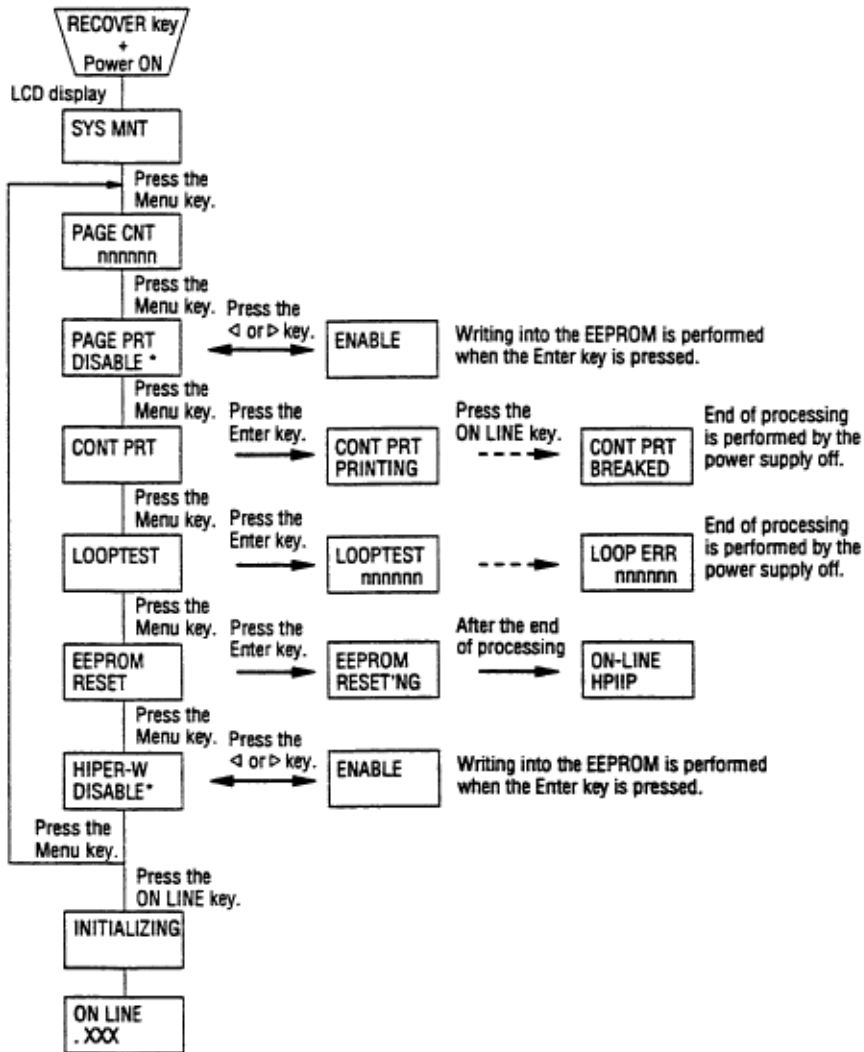 RECOVER key
+
Power ON
LCD display
SYS MNT
Press the
Menu key.
PAGE CNT
nnnnnn
Press the
Menu key.
Press the
◁ or ▷ key.
PAGE PRT
DISABLE *
ENABLE
Writing into the EEPROM is performed
when the Enter key is pressed.
Press the
Menu key.
Press the
Enter key.
Press the
ON LINE key.
CONT PRT
CONT PRT
PRINTING
CONT PRT
BREAKED
End of processing
is performed by the
power supply off.
Press the
Menu key.
Press the
Enter key.
LOOPTEST
LOOPTEST
nnnnnn
LOOP ERR
nnnnnn
End of processing
is performed by the
power supply off.
Press the
Menu key.
Press the
Enter key.
After the end
of processing
EEPROM
RESET
EEPROM
RESET'NG
ON-LINE
HPIIP
Press the
Menu key.
Press the
◁ or ▷ key.
HIPER-W
DISABLE*
ENABLE
Writing into the EEPROM is performed
when the Enter key is pressed.
Press the
Menu key.
Press the
ON LINE key.
INITIALIZING
ON LINE
. XXX